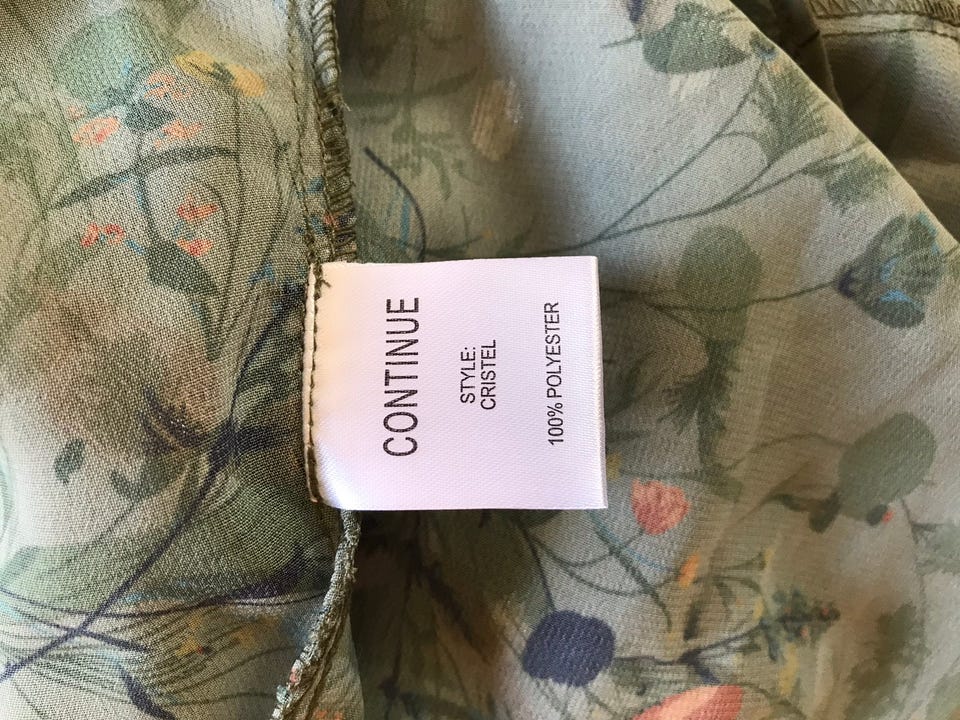 CONTINUE
STYLE:
CRISTEL
100% POLYESTER